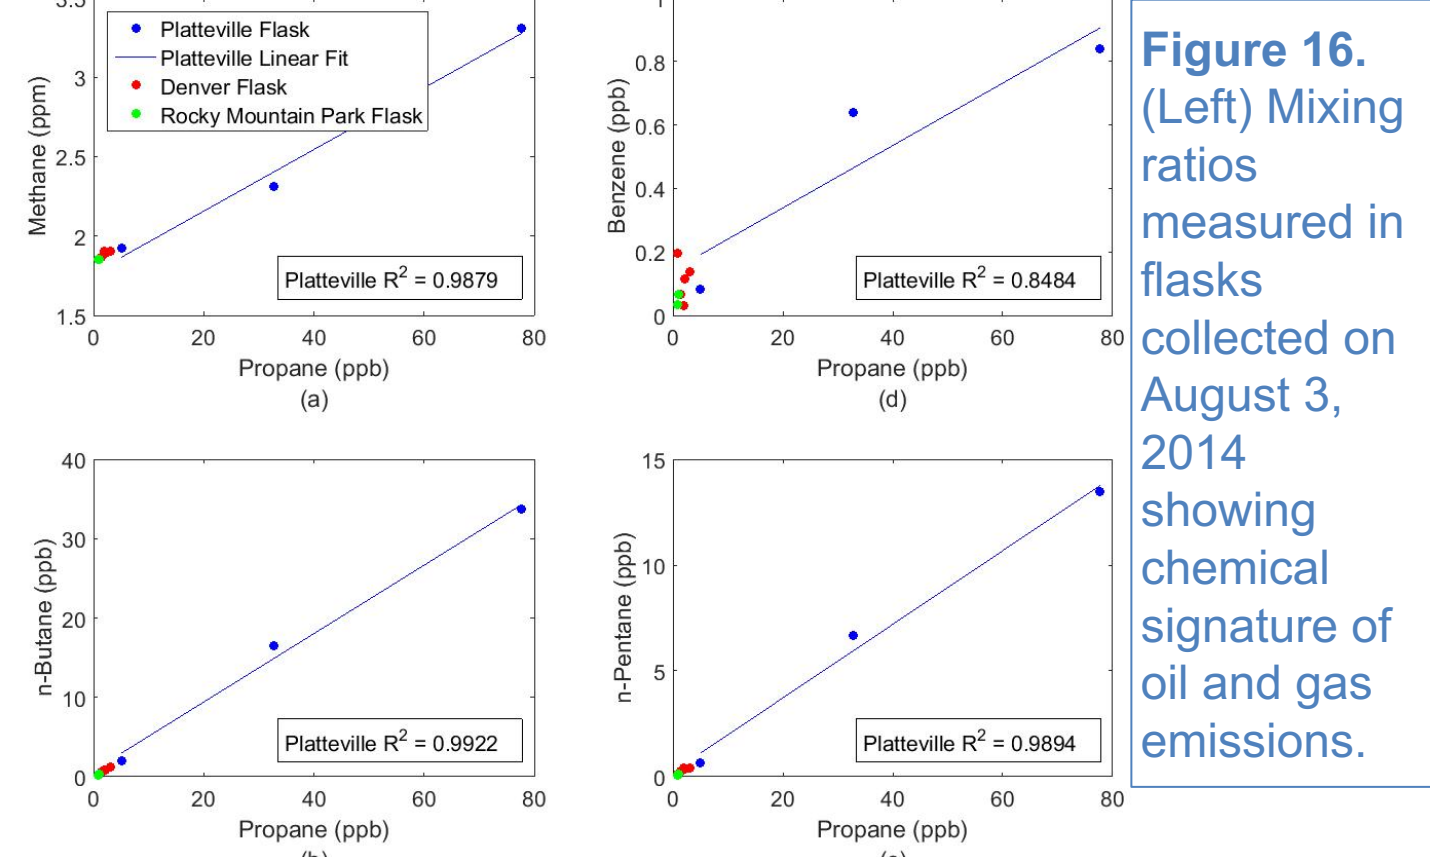 3.5
3
2.5
2
1.5
Methane (ppm)
Platteville Flask
Platteville Linear Fit
Denver Flask
Rocky Mountain Park Flask
Platteville R² = 0.9879
0 20 40 60 80
Propane (ppb)
(a)
1
0.8
0.6
0.4
0.2
0
Benzene (ppb)
Platteville R² = 0.8484
0 20 40 60 80
Propane (ppb)
(d)
40
30
20
10
0
n-Butane (ppb)
Platteville R² = 0.9922
0 20 40 60 80
Propane (ppb)
15
10
5
0
n-Pentane (ppb)
Platteville R² = 0.9894
0 20 40 60 80
Propane (ppb)
Figure 16.
(Left) Mixing
ratios
measured in
flasks
collected on
August 3,
2014
showing
chemical
signature of
oil and gas
emissions.